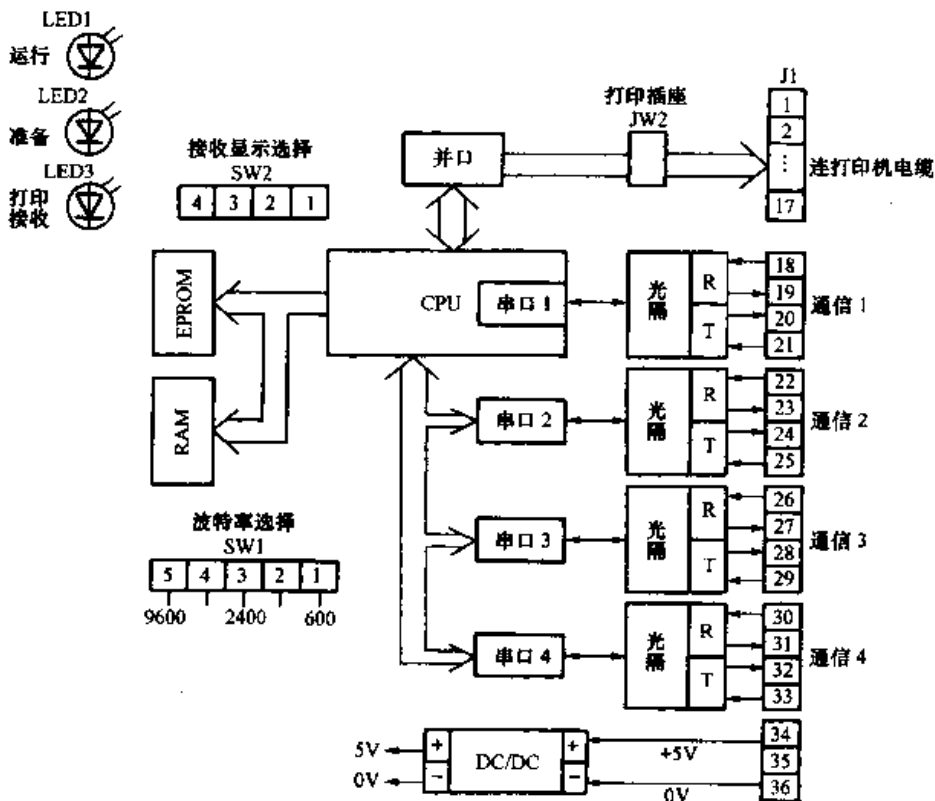 LED1
运行
LED2
准备
LED3
打印
接收
接收显示选择
SW2
4 3 2 1
并口
打印插座
JW2
J1
1
2
⋮
17
连打印机电缆
EPROM
RAM
CPU
串口 1
光隔
R
T
18
19
20
21
通信 1
串口 2
光隔
R
T
22
23
24
25
通信 2
串口 3
光隔
R
T
26
27
28
29
通信 3
串口 4
光隔
R
T
30
31
32
33
通信 4
波特率选择
SW1
5 4 3 2 1
9600 2400 600
5V + DC/DC + +5V
0V − − 0V
34
35
36